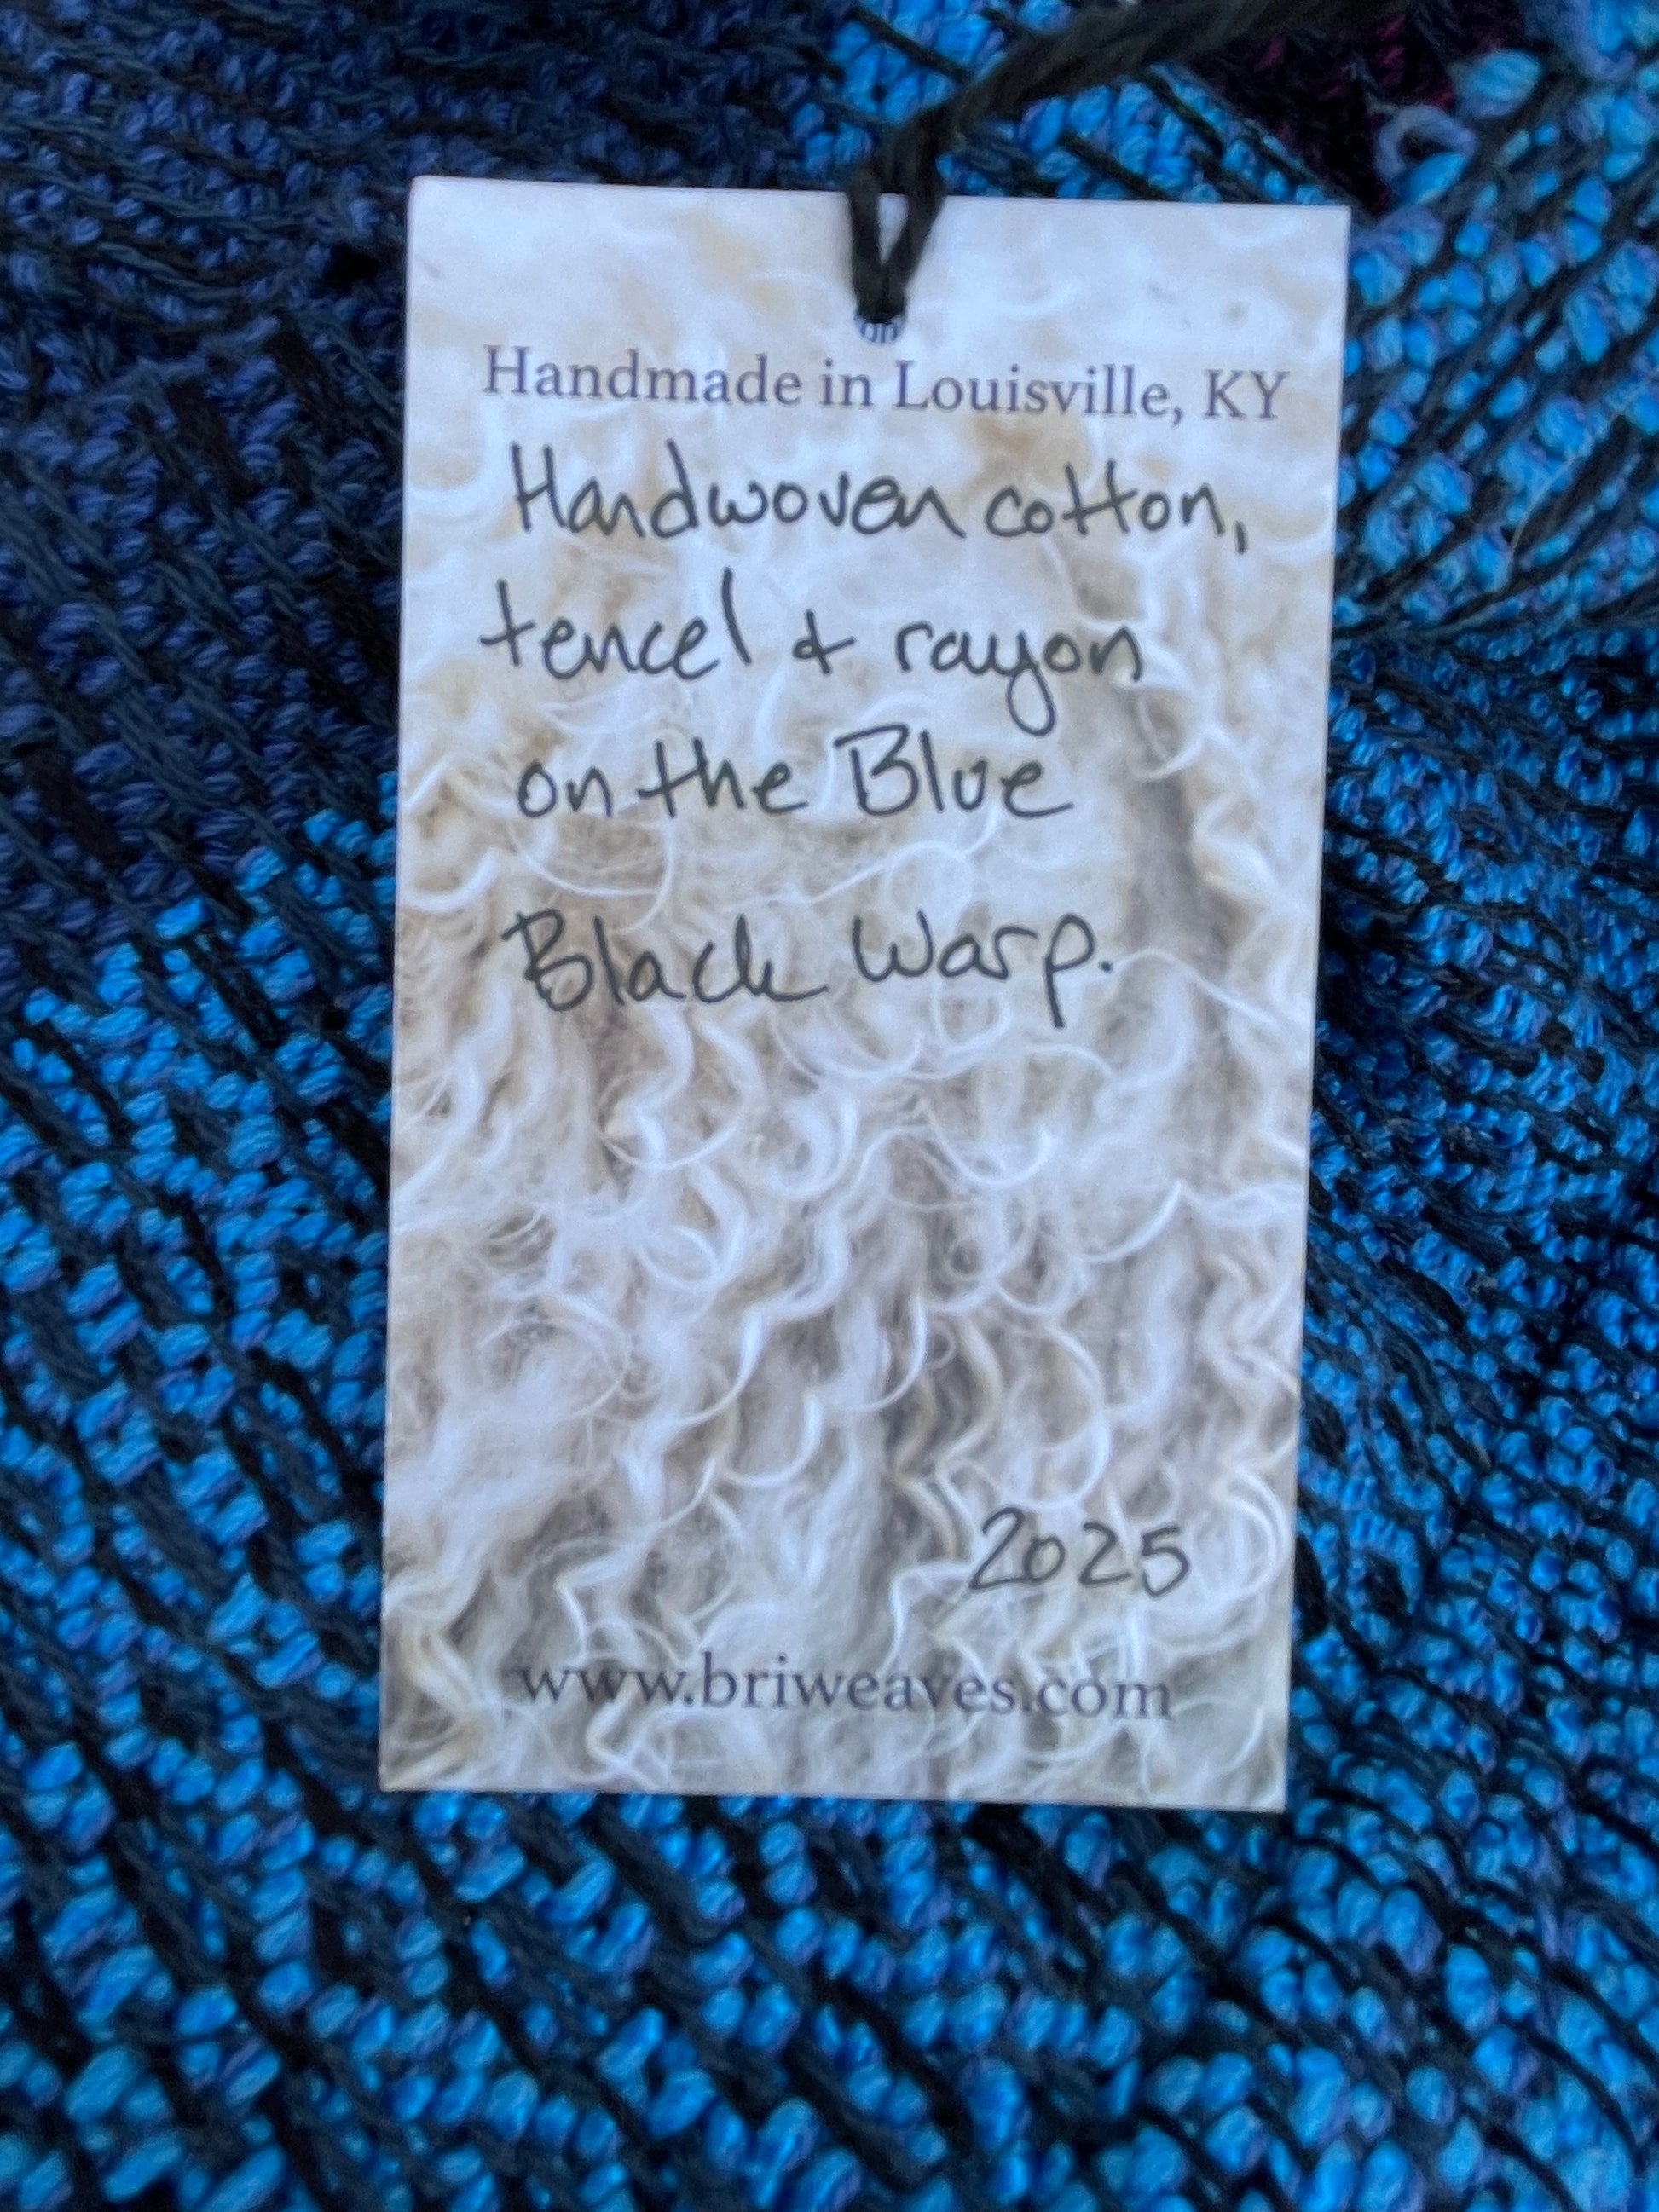 Handmade in Louisville, KY
Handwoven cotton,
tencel & rayon
on the Blue
Black Warp.
2025
www.briweaves.com